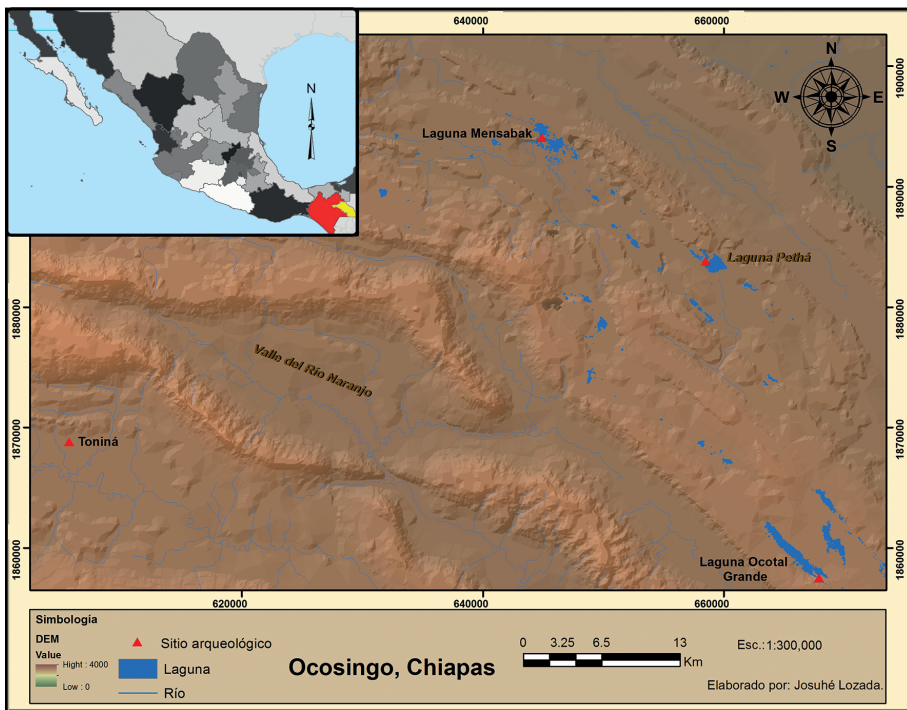 640000
660000
N
N
W
E
S
1900000
1890000
1880000
1870000
1860000
1900000
1890000
1880000
1870000
1860000
Laguna Mensabak
Laguna Pethá
Valle del Río Naranjo
Toniná
Laguna Ocotal
Grande
620000
640000
660000
Simbologia
DEM
Value
Hight : 4000
Low : 0
Sitio arqueológico
Laguna
Río
Ocosingo, Chiapas
0
3.25
6.5
13
Km
Esc.:1:300,000
Elaborado por: Josuhé Lozada.